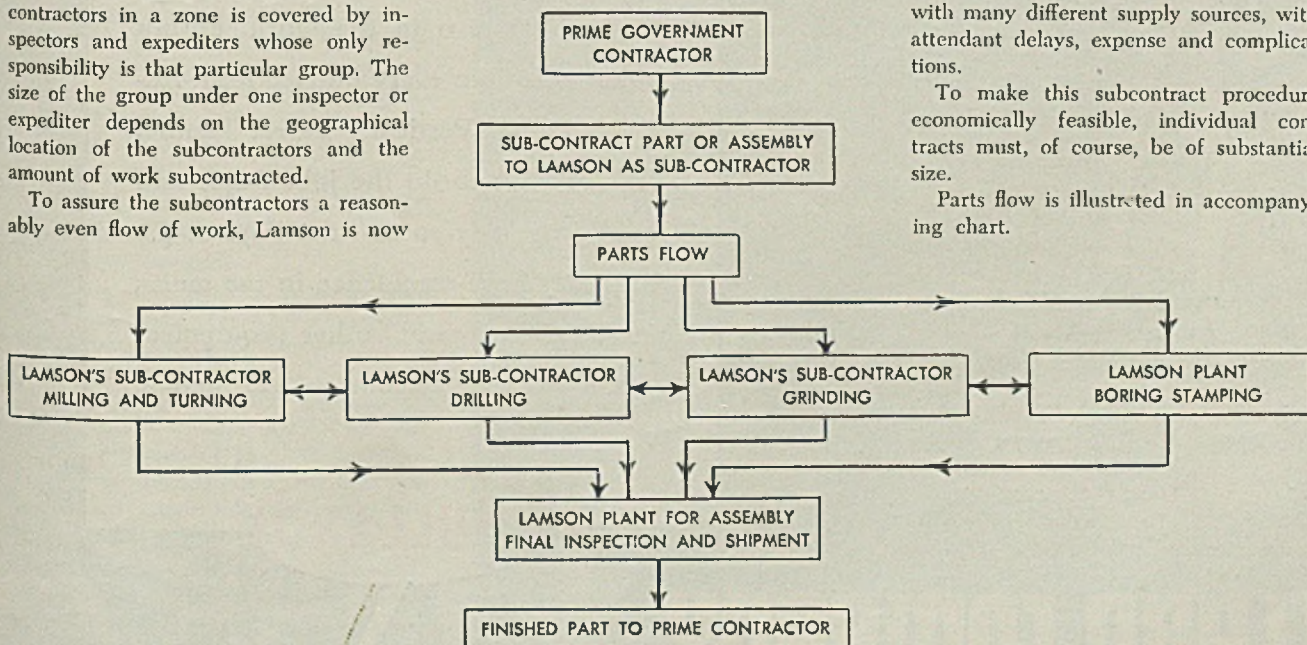 contractors in a zone is covered by in-
spectors and expediters whose only re-
sponsibility is that particular group. The
size of the group under one inspector or
expediter depends on the geographical
location of the subcontractors and the
amount of work subcontracted.
To assure the subcontractors a reason-
ably even flow of work, Lamson is now
with many different supply sources, wit
attendant delays, expense and complica
tions.
To make this subcontract procedur
economically feasible, individual con
tracts must, of course, be of substantia
size.
Parts flow is illustrated in accompany
ing chart.
PRIME GOVERNMENT
CONTRACTOR
SUB-CONTRACT PART OR ASSEMBLY
TO LAMSON AS SUB-CONTRACTOR
PARTS FLOW
LAMSON'S SUB-CONTRACTOR
MILLING AND TURNING
LAMSON'S SUB-CONTRACTOR
DRILLING
LAMSON'S SUB-CONTRACTOR
GRINDING
LAMSON PLANT
BORING STAMPING
LAMSON PLANT FOR ASSEMBLY
FINAL INSPECTION AND SHIPMENT
FINISHED PART TO PRIME CONTRACTOR